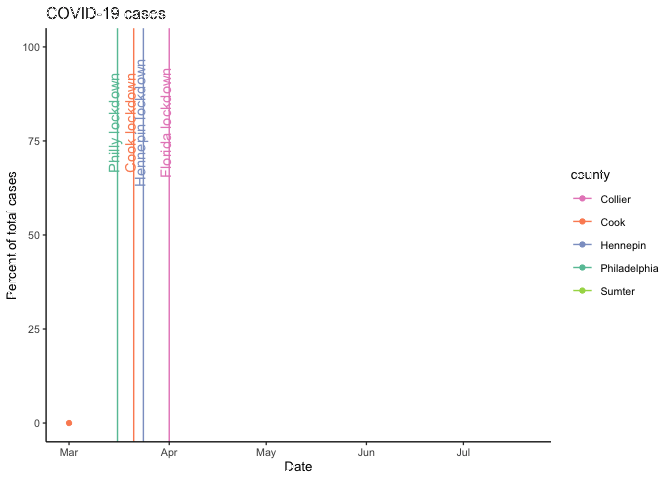 COVID-19 cases
100
75
50
25
0
Percent of total cases
Philly lockdown
Cook lockdown
Hennepin lockdown
Florida lockdown
Mar
Apr
May
Jun
Jul
Date
county
Collier
Cook
Hennepin
Philadelphia
Sumter